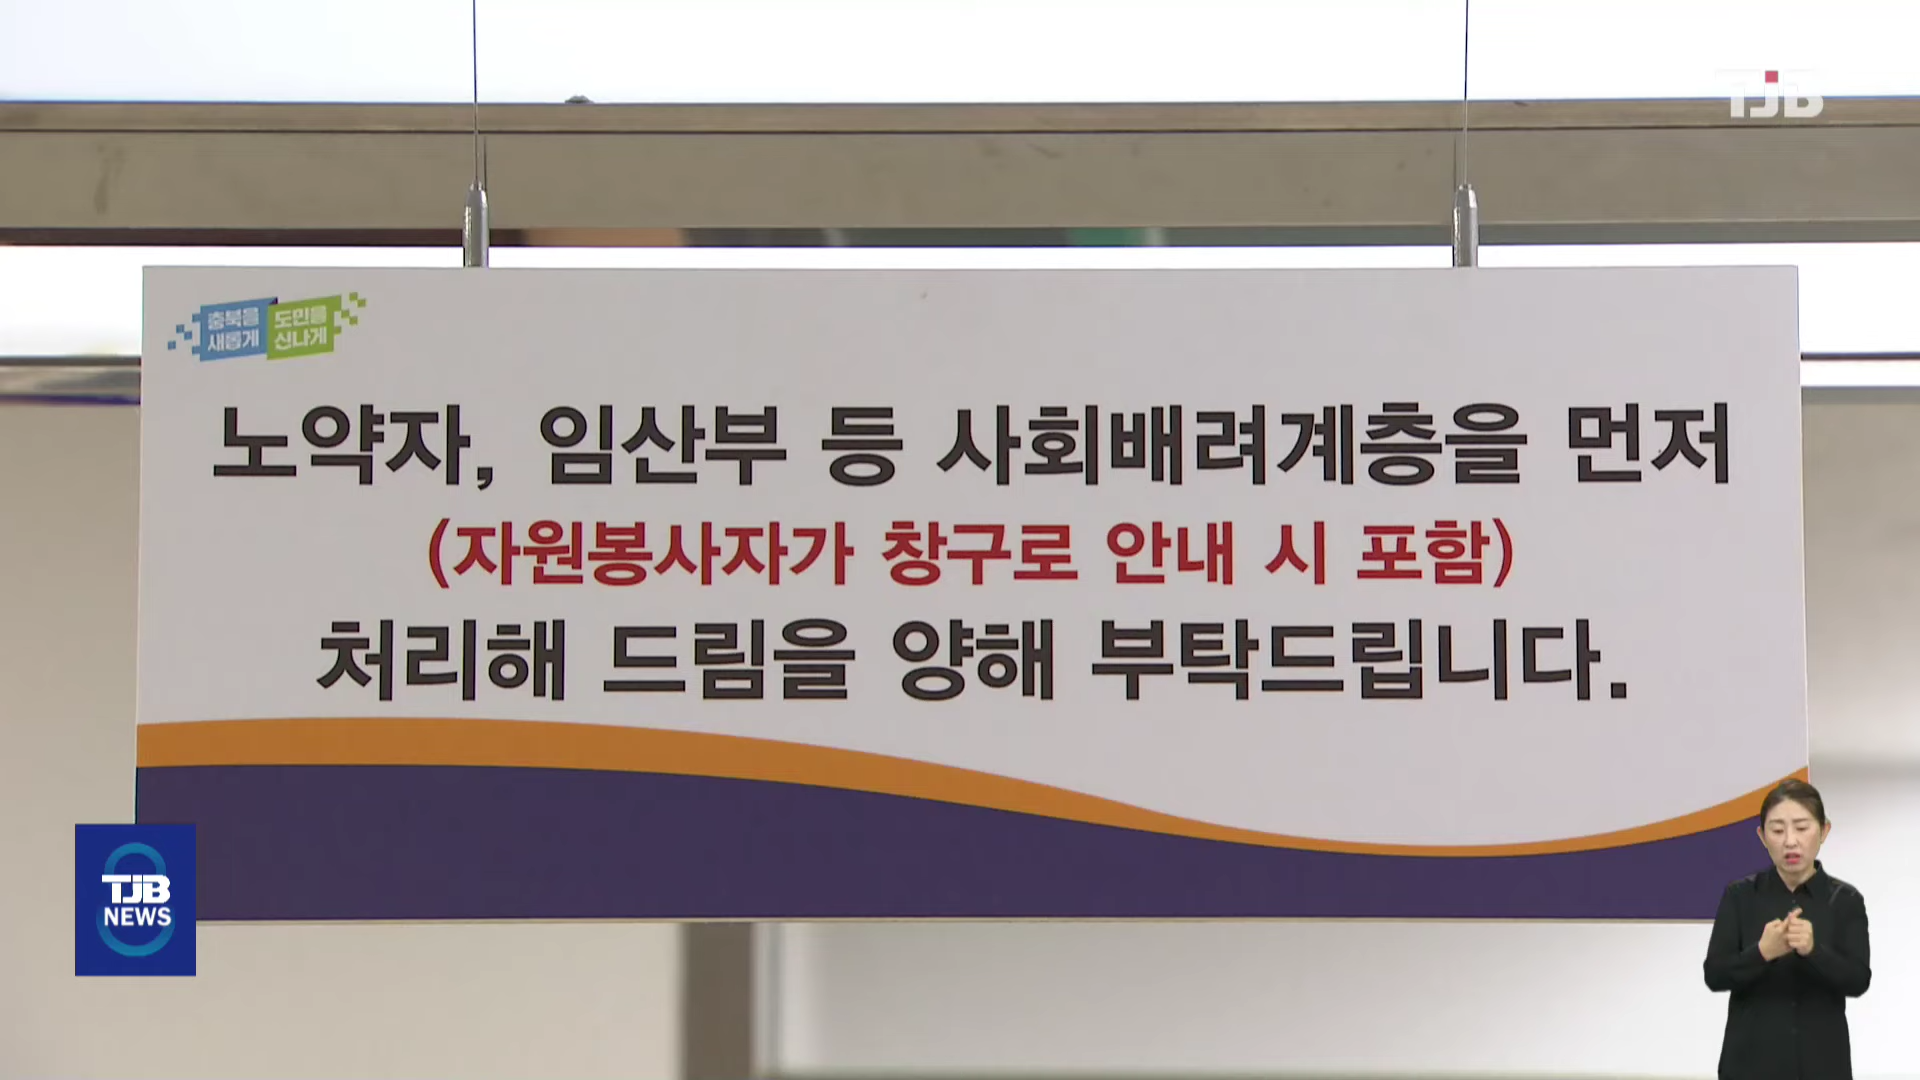 TJB
충북을 도민을
새롭게 신나게
노약자, 임산부 등 사회배려계층을 먼저
(자원봉사자가 창구로 안내 시 포함)
처리해 드림을 양해 부탁드립니다.
TJB
NEWS